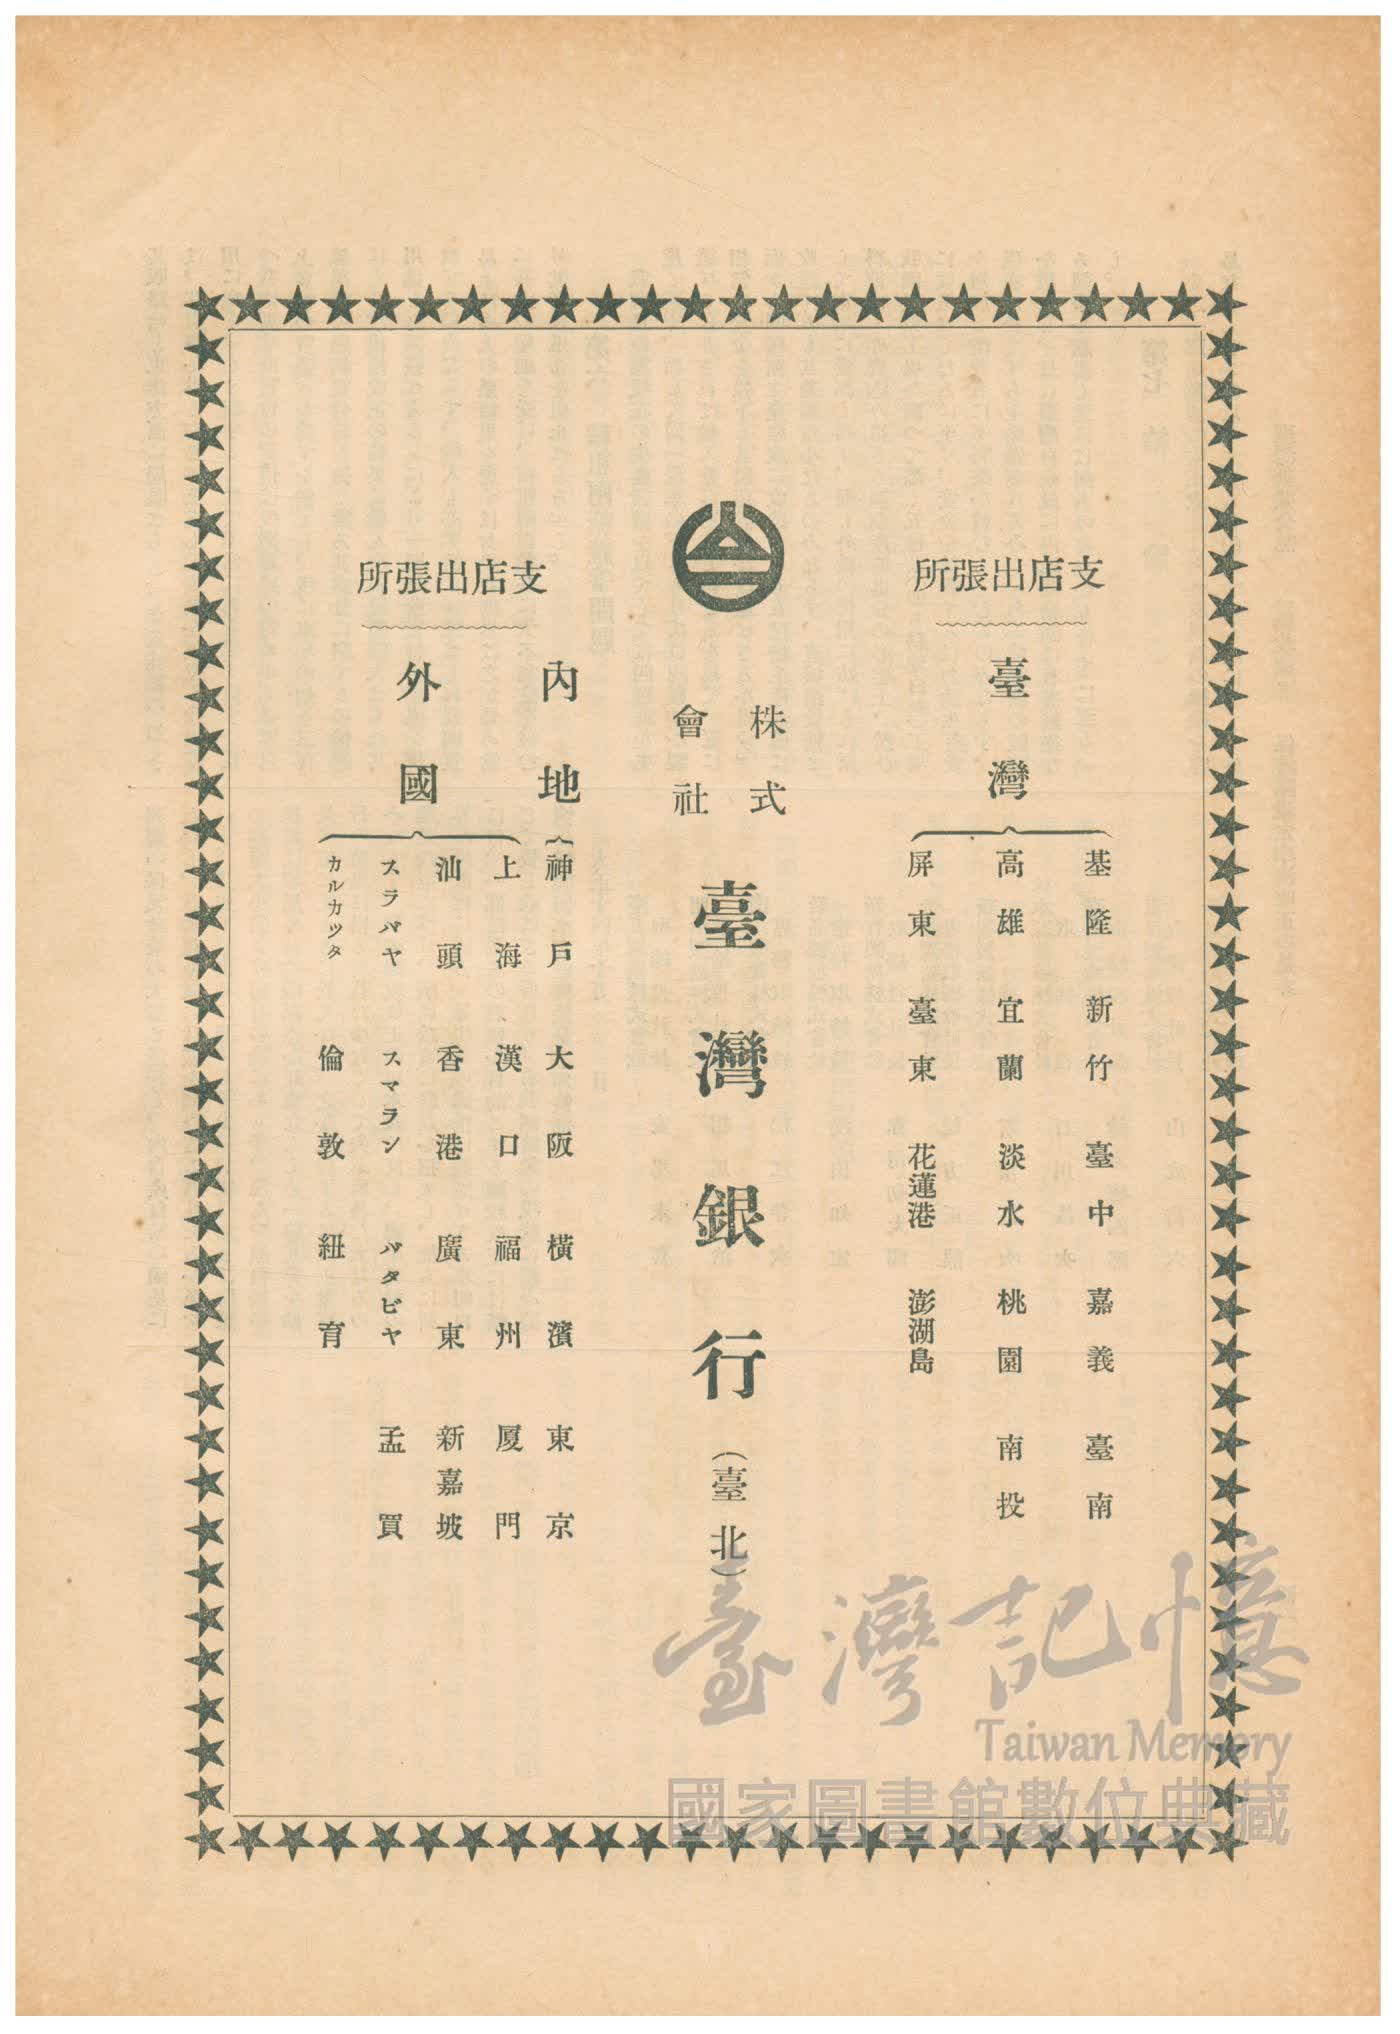 支店出張所
臺灣
基隆 新竹 臺中 嘉義 臺南
高雄 宜蘭 淡水 桃園 南投
屏東 臺東 花蓮港 澎湖島
株式會社
臺灣銀行
(臺北)
支店出張所
內地
神戶 大阪 橫濱 東京
外國
上海 漢口 福州 厦門
汕頭 香港 廣東 新嘉坡
スラバヤ スマラン バタビヤ 孟買
カルカツタ 倫敦 紐育
臺灣記憶
Taiwan Memory
國家圖書館數位典藏